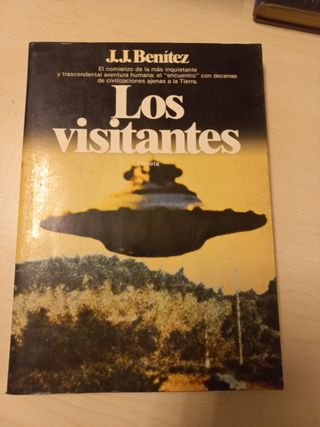 J.J. Benítez
El comienzo de la más inquietante
y trascendental aventura humana: el "encuentro" con decenas
de civilizaciones ajenas a la Tierra.
Los
visitantes